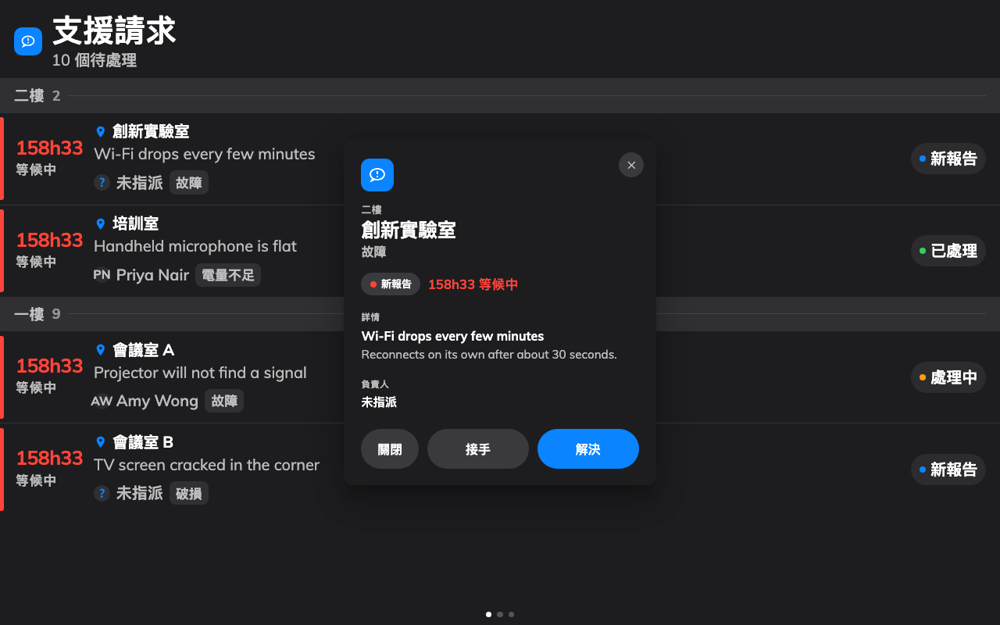 支援請求
10 個待處理
二樓 2
158h33
等候中
創新實驗室
Wi-Fi drops every few minutes
? 未指派 故障
新報告
158h33
等候中
培訓室
Handheld microphone is flat
PN Priya Nair 電量不足
已處理
一樓 9
158h33
等候中
會議室 A
Projector will not find a signal
AW Amy Wong 故障
處理中
158h33
等候中
會議室 B
TV screen cracked in the corner
? 未指派 破損
新報告
二樓
創新實驗室
故障
新報告 158h33 等候中
詳情
Wi-Fi drops every few minutes
Reconnects on its own after about 30 seconds.
負責人
未指派
關閉 接手 解決